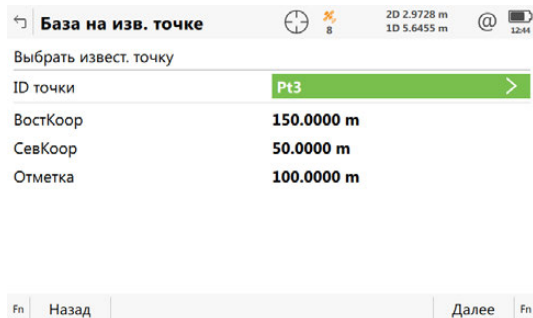 База на изв. точке
8
2D 2.9728 m
1D 5.6455 m
@
12:44
Выбрать извест. точку
ID точки Pt3
ВостКоор 150.0000 m
СевКоор 50.0000 m
Отметка 100.0000 m
Fn Назад Далее Fn